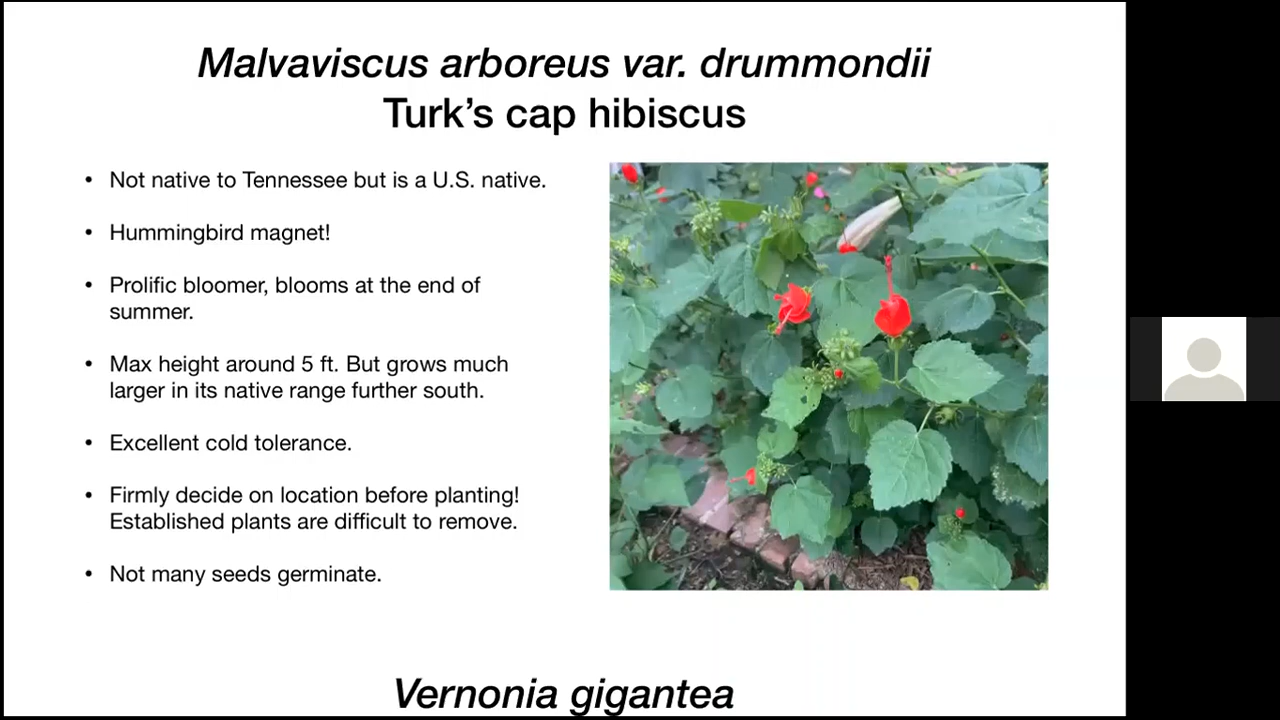 Malvaviscus arboreus var. drummondii
Turk’s cap hibiscus
• Not native to Tennessee but is a U.S. native.
• Hummingbird magnet!
• Prolific bloomer, blooms at the end of
summer.
• Max height around 5 ft. But grows much
larger in its native range further south.
• Excellent cold tolerance.
• Firmly decide on location before planting!
Established plants are difficult to remove.
• Not many seeds germinate.
Vernonia gigantea